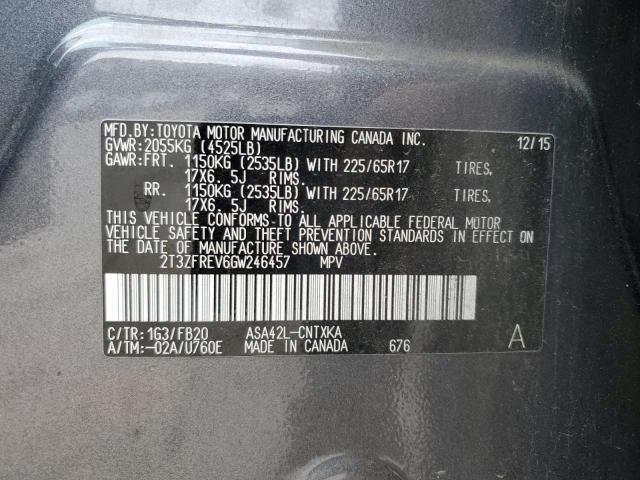 MFD.BY:TOYOTA MOTOR MANUFACTURING CANADA INC. 12/15
GVWR:2055KG (4525LB)
GAWR:FRT. 1150KG (2535LB) WITH 225/65R17 TIRES,
17X6. 5J RIMS.
RR. 1150KG (2535LB) WITH 225/65R17 TIRES,
17X6. 5J RIMS.
THIS VEHICLE CONFORMS TO ALL APPLICABLE FEDERAL MOTOR
VEHICLE SAFETY AND THEFT PREVENTION STANDARDS IN EFFECT ON
THE DATE OF MANUFACTURE SHOWN ABOVE.
2T3ZFREV6GW246457 MPV
C/TR:1G3/FB20 ASA42L-CNTXKA
A/TM:-02A/U760E MADE IN CANADA 676 A